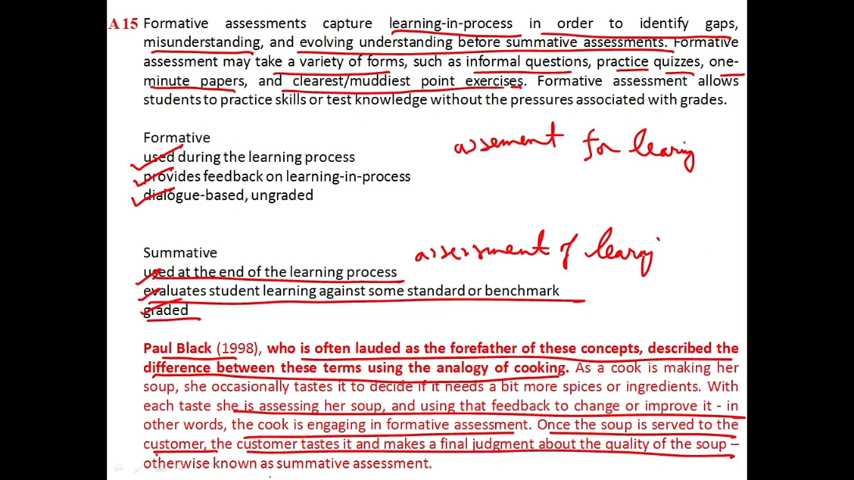 A 15 Formative assessments capture learning-in-process in order to identify gaps,
misunderstanding, and evolving understanding before summative assessments. Formative
assessment may take a variety of forms, such as informal questions, practice quizzes, one-
minute papers, and clearest/muddiest point exercises. Formative assessment allows
students to practice skills or test knowledge without the pressures associated with grades.
Formative
used during the learning process
provides feedback on learning-in-process
dialogue-based, ungraded
assement for learing
Summative
assessment of learnig
used at the end of the learning process
evaluates student learning against some standard or benchmark
graded
Paul Black (1998), who is often lauded as the forefather of these concepts, described the
difference between these terms using the analogy of cooking. As a cook is making her
soup, she occasionally tastes it to decide if it needs a bit more spices or ingredients. With
each taste she is assessing her soup, and using that feedback to change or improve it - in
other words, the cook is engaging in formative assessment. Once the soup is served to the
customer, the customer tastes it and makes a final judgment about the quality of the soup –
otherwise known as summative assessment.